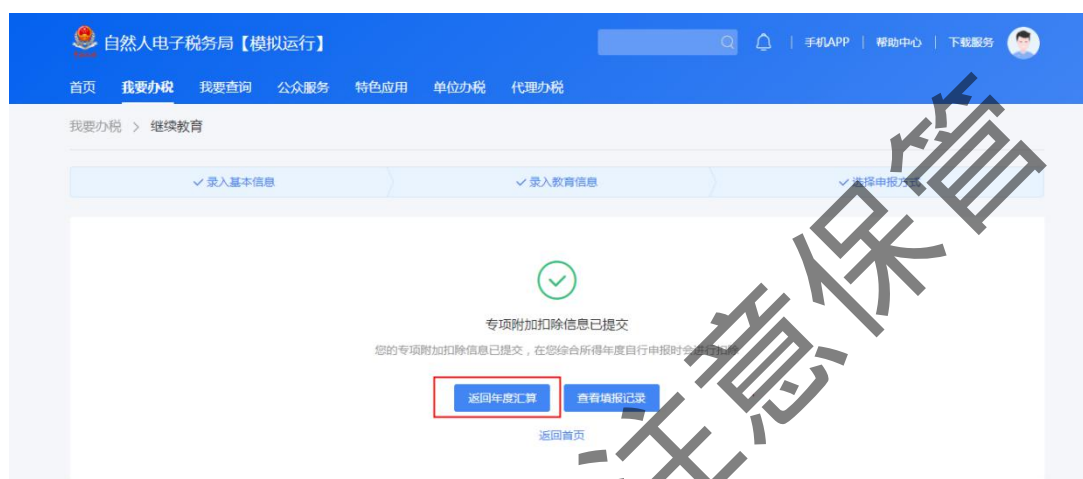 自然人电子税务局【模拟运行】
手机APP | 帮助中心 | 下载服务
首页 我要办税 我要查询 公众服务 特色应用 单位办税 代理办税
我要办税 > 继续教育
✓ 录入基本信息 ✓ 录入教育信息 ✓ 选择申报方式
专项附加扣除信息已提交
您的专项附加扣除信息已提交，在您综合所得年度自行申报时会进行扣除
返回年度汇算 查看填报记录
返回首页
注意保管